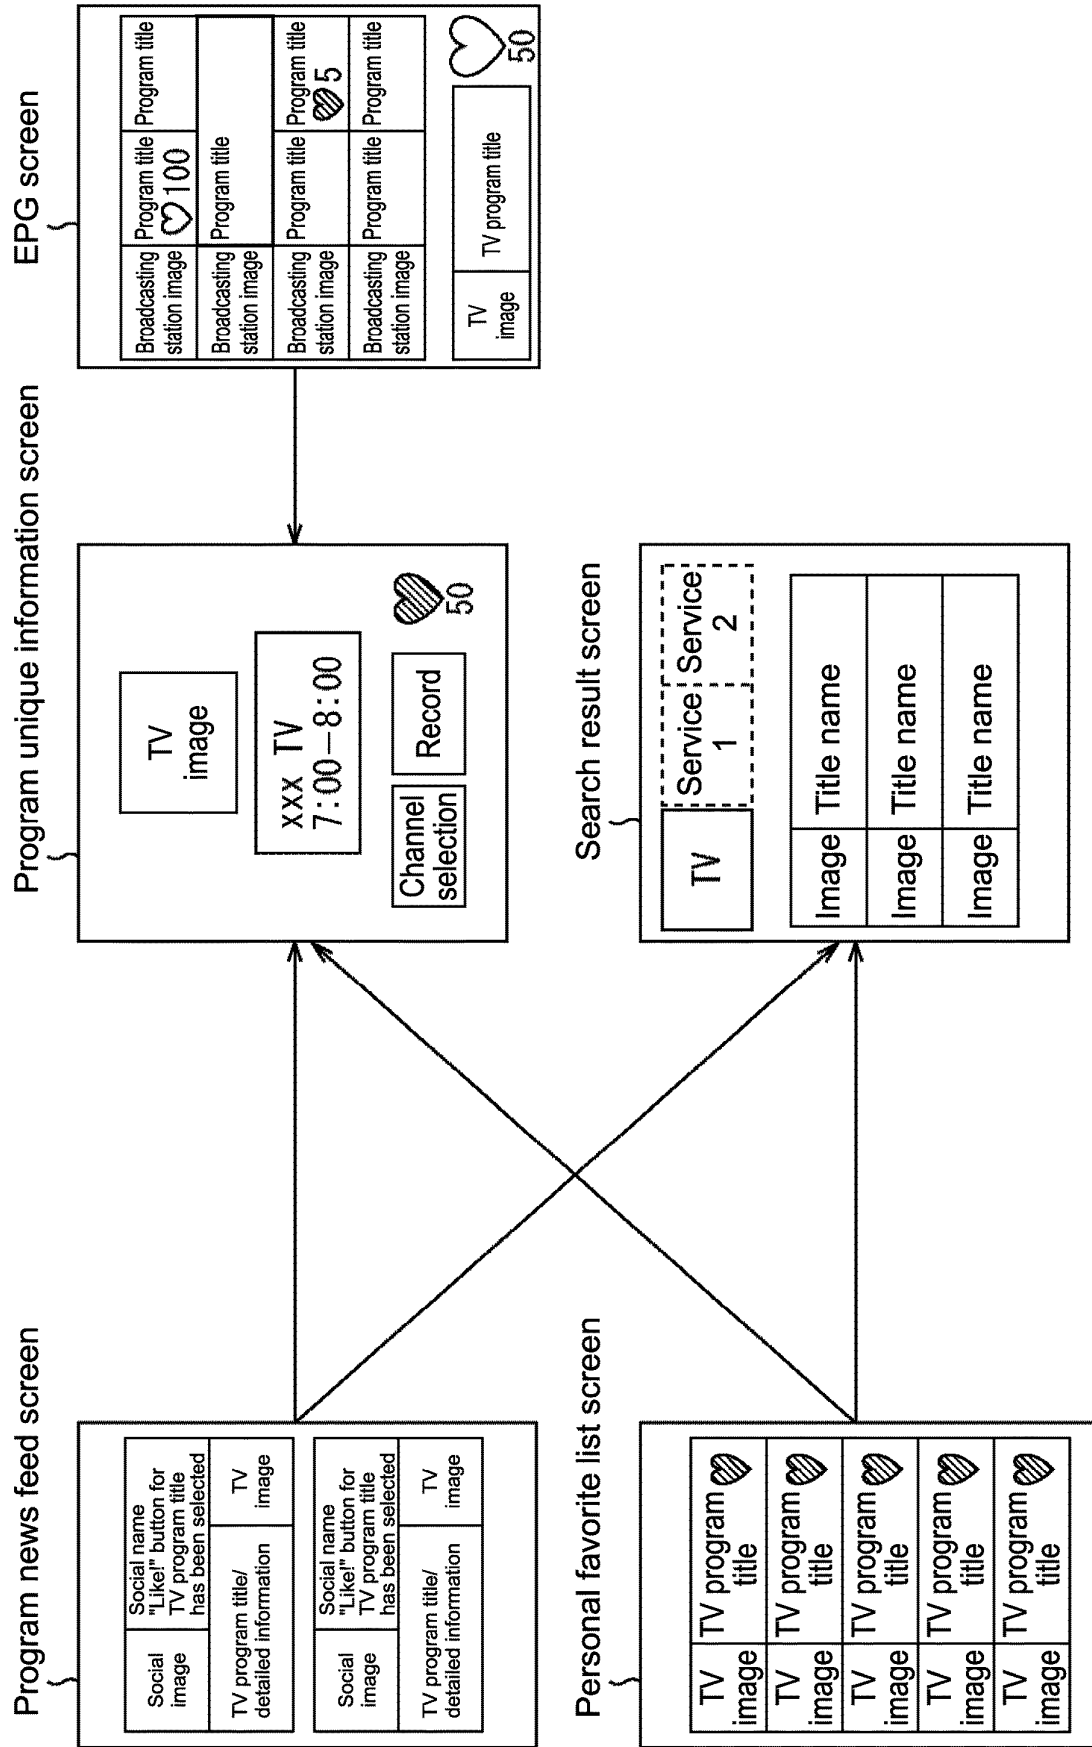 Program news feed screen
Social
image
Social name
"Like!" button for
TV program title
has been selected
TV program title/
detailed information
TV
image
Social
image
Social name
"Like!" button for
TV program title
has been selected
TV program title/
detailed information
TV
image
Program unique information screen
TV
image
xxx TV
7:00—8:00
Channel
selection
Record
50
EPG screen
Broadcasting
station image
Program title
100
Program title
Broadcasting
station image
Program title
Broadcasting
station image
Program title
Program title
5
Broadcasting
station image
Program title
Program title
TV
image
TV program title
50
Personal favorite list screen
TV
image
TV program
title
TV
image
TV program
title
TV
image
TV program
title
TV
image
TV program
title
TV
image
TV program
title
Search result screen
TV
Service
1
Service
2
Image
Title name
Image
Title name
Image
Title name